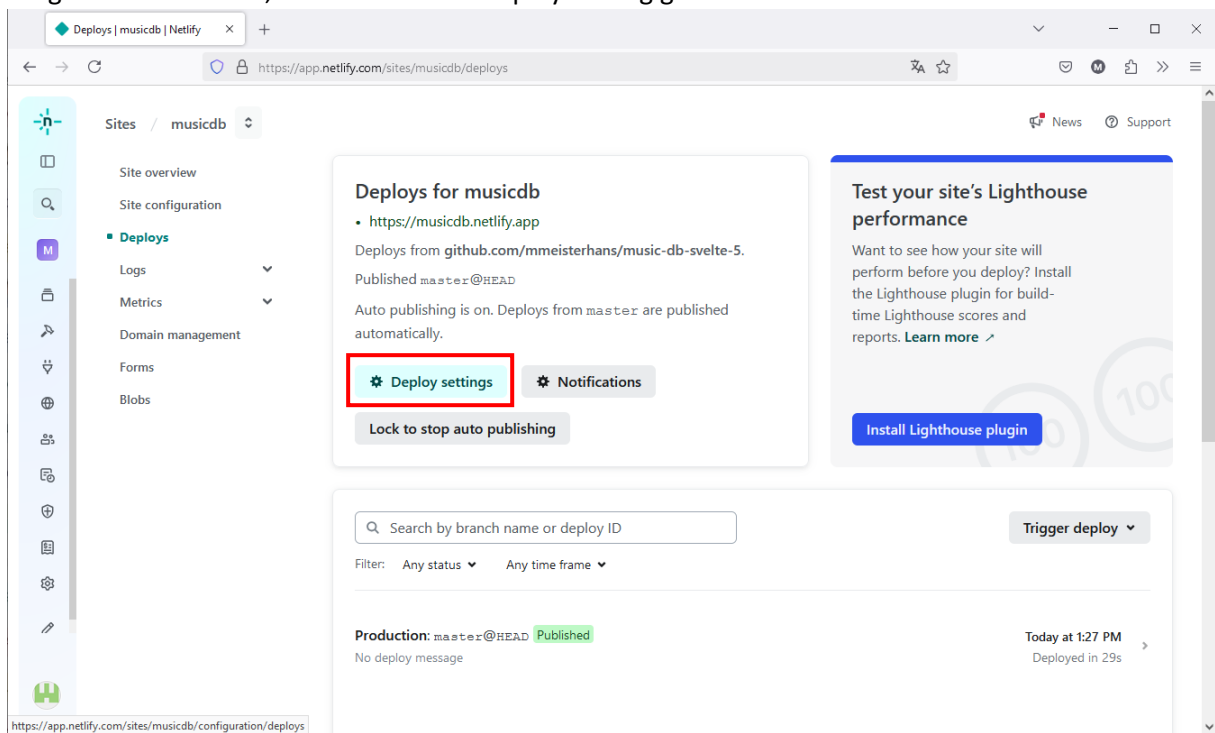 Deploys | musicdb | Netlify
https://app.netlify.com/sites/musicdb/deploys
M
Sites / musicdb
News
Support
M
Site overview
Site configuration
Deploys
Logs
Metrics
Domain management
Forms
Blobs
Deploys for musicdb
• https://musicdb.netlify.app
Deploys from github.com/mmeisterhans/music-db-svelte-5.
Published master@HEAD
Auto publishing is on. Deploys from master are published
automatically.
Deploy settings
Notifications
Lock to stop auto publishing
Test your site's Lighthouse
performance
Want to see how your site will
perform before you deploy? Install
the Lighthouse plugin for build-
time Lighthouse scores and
reports. Learn more ↗
Install Lighthouse plugin
100
100
Search by branch name or deploy ID
Trigger deploy
Filter: Any status Any time frame
Production: master@HEAD Published
No deploy message
Today at 1:27 PM
Deployed in 29s
https://app.netlify.com/sites/musicdb/configuration/deploys